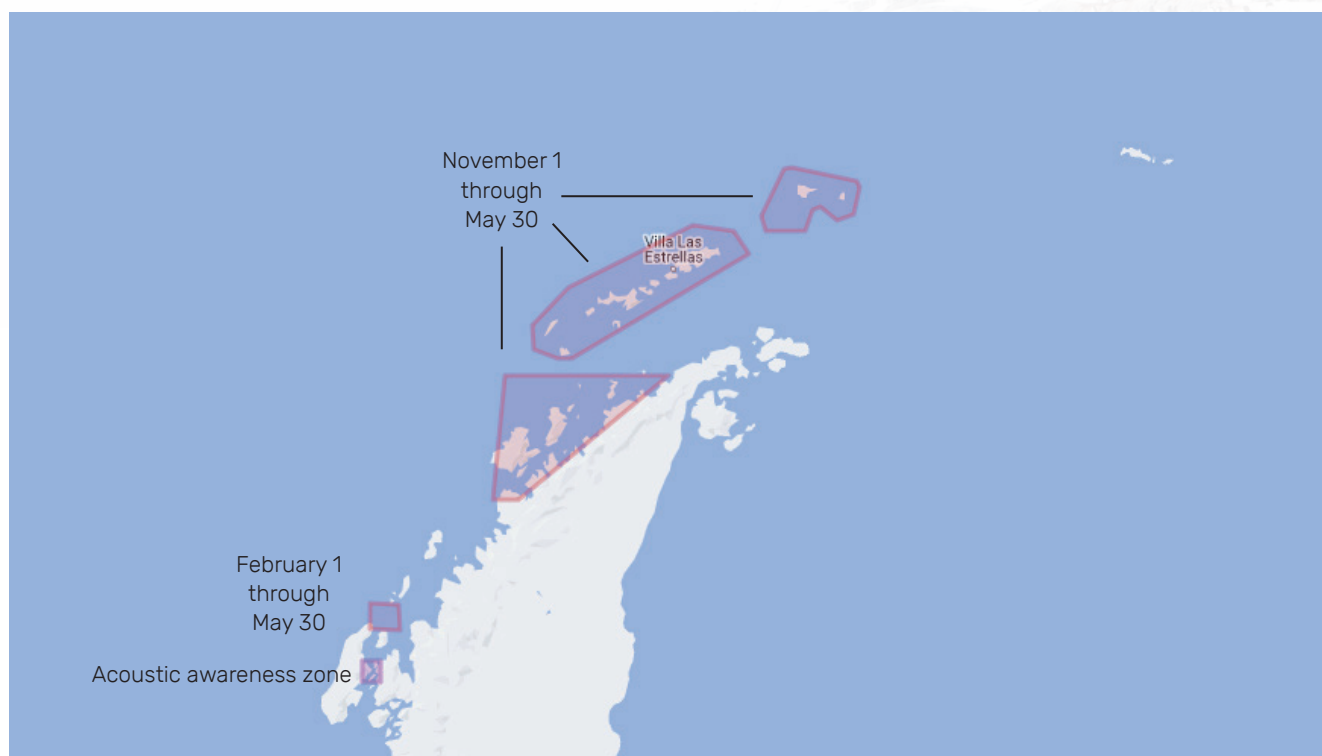 November 1
through
May 30
Villa Las
Estrellas
February 1
through
May 30
Acoustic awareness zone